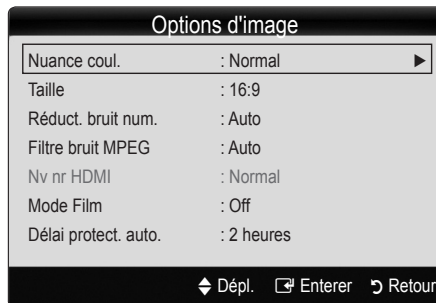 Options d'image
Nuance coul. : Normal ►
Taille : 16:9
Réduct. bruit num. : Auto
Filtre bruit MPEG : Auto
Nv nr HDMI : Normal
Mode Film : Off
Délai protect. auto. : 2 heures
Dépl. Enterer Retour